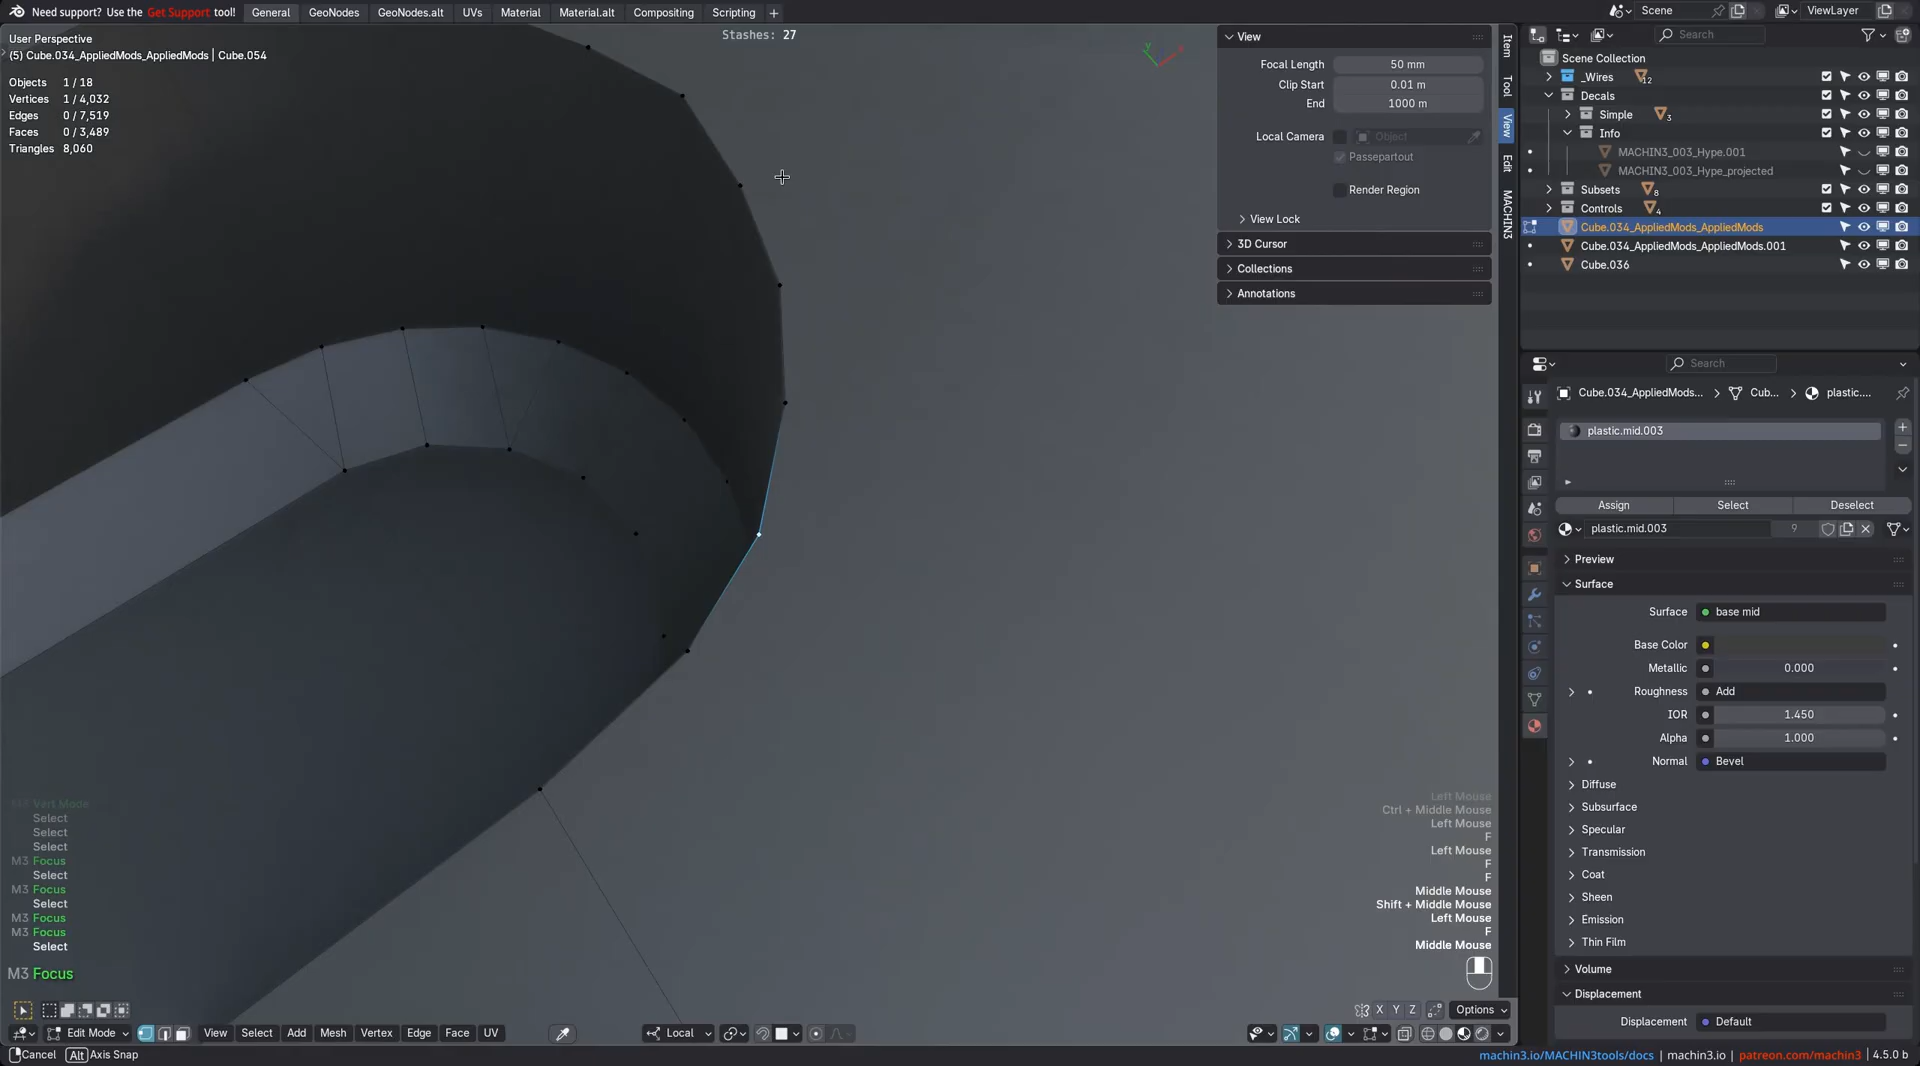 Need support? Use the Get Support tool!
General
GeoNodes
GeoNodes.alt
UVs
Material
Material.alt
Compositing
Scripting
Scene
ViewLayer
User Perspective
(5) Cube.034_AppliedMods_AppliedMods | Cube.054
Objects 1 / 18
Vertices 1 / 4,032
Edges 0 / 7,519
Faces 0 / 3,489
Triangles 8,060
Stashes: 27
View
Focal Length 50 mm
Clip Start 0.01 m
End 1000 m
Local Camera Object
Passepartout
Render Region
View Lock
3D Cursor
Collections
Annotations
Item
Tool
View
Edit
MACHIN3
Search
Scene Collection
_Wires 12
Decals
Simple 3
Info
MACHIN3_003_Hype.001
MACHIN3_003_Hype_projected
Subsets 8
Controls 4
Cube.034_AppliedMods_AppliedMods
Cube.034_AppliedMods_AppliedMods.001
Cube.036
Search
Cube.034_AppliedMods... Cub... plastic....
plastic.mid.003
Assign
Select
Deselect
plastic.mid.003 9
Preview
Surface
Surface base mid
Base Color
Metallic 0.000
Roughness Add
IOR 1.450
Alpha 1.000
Normal Bevel
Diffuse
Subsurface
Specular
Transmission
Coat
Sheen
Emission
Thin Film
Volume
Displacement
Displacement Default
M3 Vert Mode
Select
Select
Select
M3 Focus
Select
M3 Focus
Select
M3 Focus
M3 Focus
Select
M3 Focus
Left Mouse
Ctrl + Middle Mouse
Left Mouse
F
Left Mouse
F
F
Middle Mouse
Shift + Middle Mouse
Left Mouse
F
Middle Mouse
X Y Z
Options
Edit Mode
View
Select
Add
Mesh
Vertex
Edge
Face
UV
Local
Cancel
Alt Axis Snap
machin3.io/MACHIN3tools/docs | machin3.io | patreon.com/machin3 | 4.5.0 b